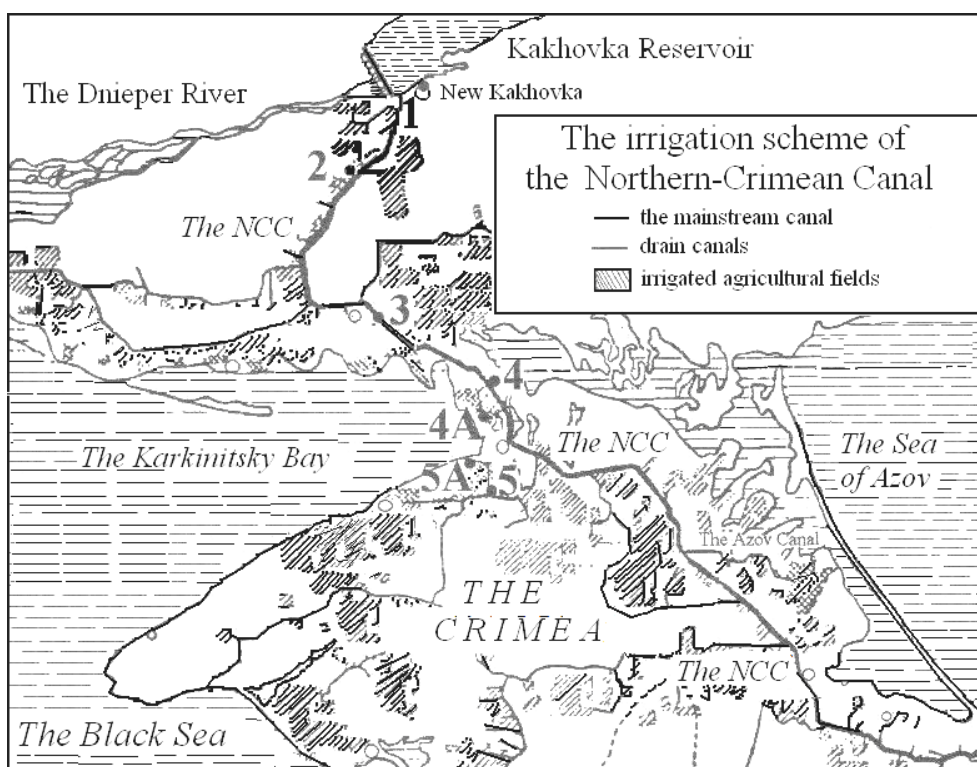 Kakhovka Reservoir
The Dnieper River
New Kakhovka
1
The irrigation scheme of
the Northern-Crimean Canal
the mainstream canal
drain canals
irrigated agricultural fields
2
The NCC
3
4
4A
The NCC
The Karkinitsky Bay
The Sea
of Azov
5A
5
The Azov Canal
THE
CRIMEA
The NCC
The Black Sea